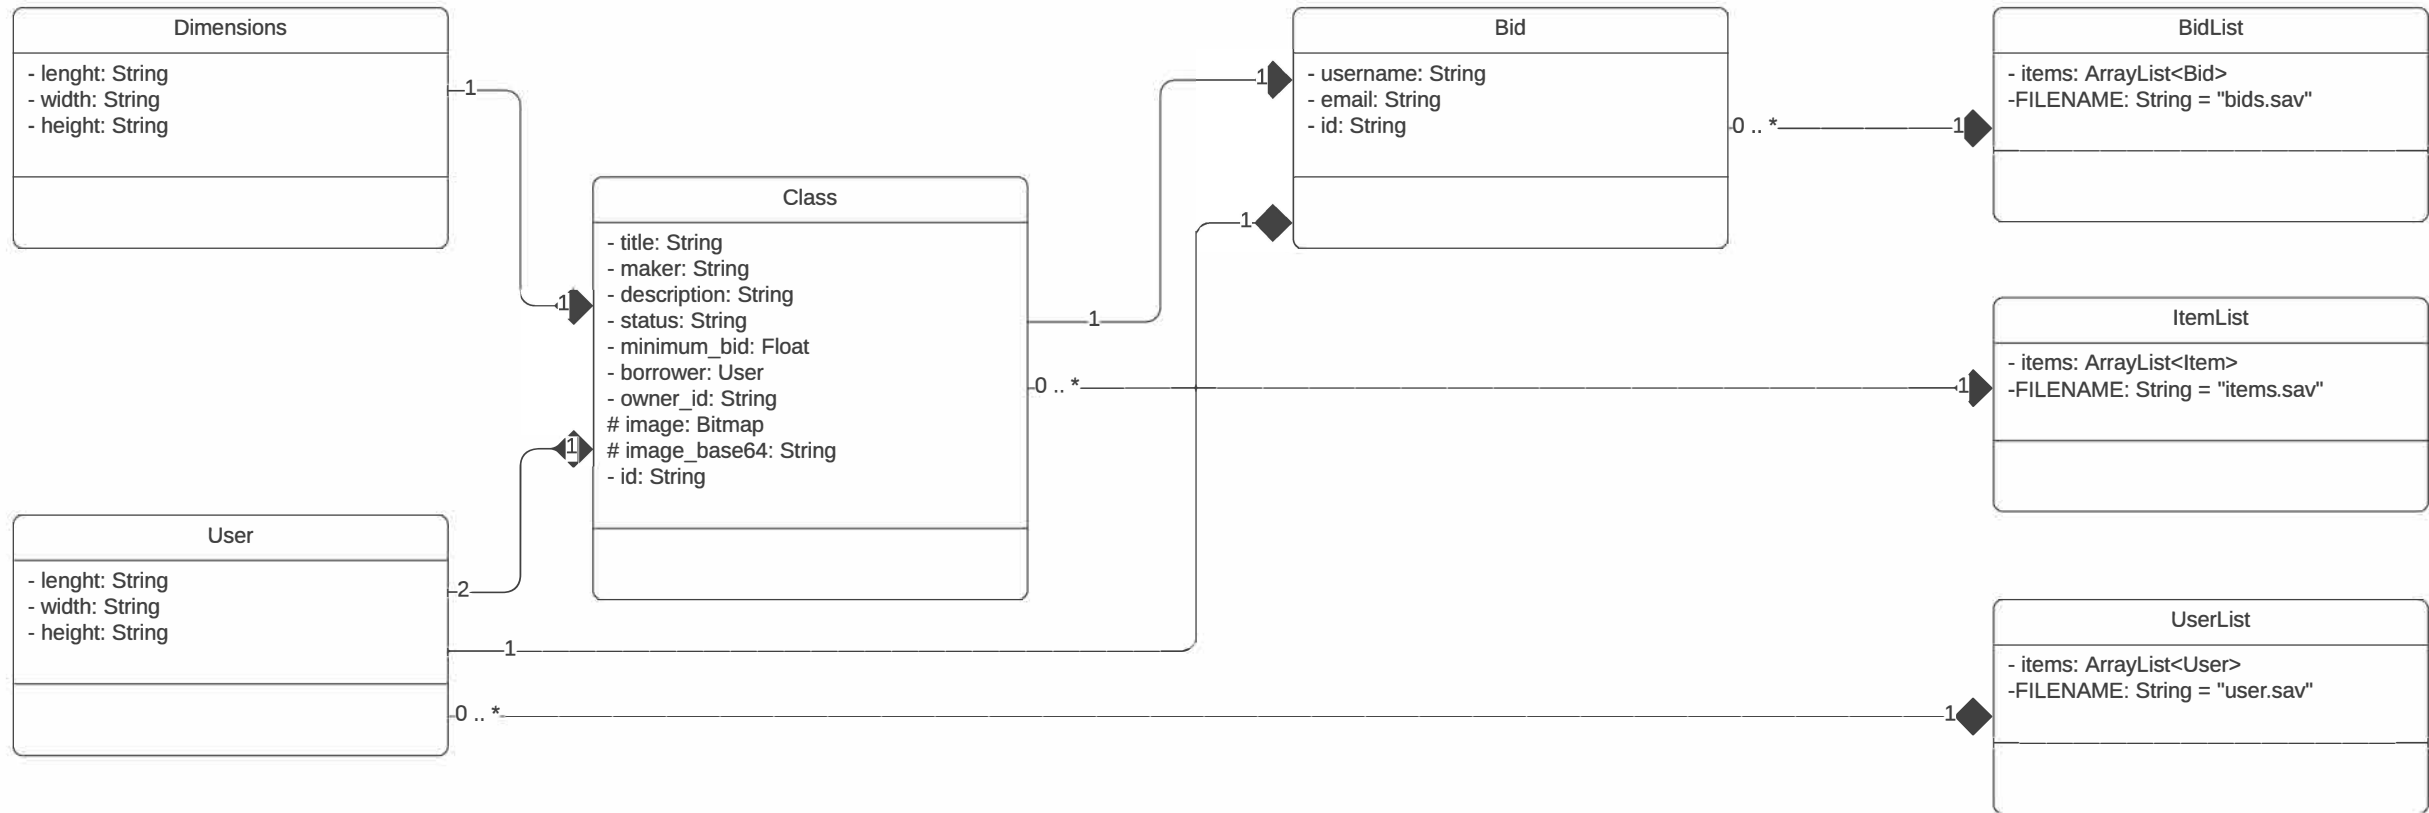 Dimensions
- lenght: String
- width: String
- height: String
1
1
Class
- title: String
- maker: String
- description: String
- status: String
- minimum_bid: Float
- borrower: User
- owner_id: String
# image: Bitmap
# image_base64: String
- id: String
1
User
- lenght: String
- width: String
- height: String
2
1
0 .. *
1
0 .. *
Bid
- username: String
- email: String
- id: String
1
1
0 .. *
1
BidList
- items: ArrayList<Bid>
-FILENAME: String = "bids.sav"
1
ItemList
- items: ArrayList<Item>
-FILENAME: String = "items.sav"
1
UserList
- items: ArrayList<User>
-FILENAME: String = "user.sav"